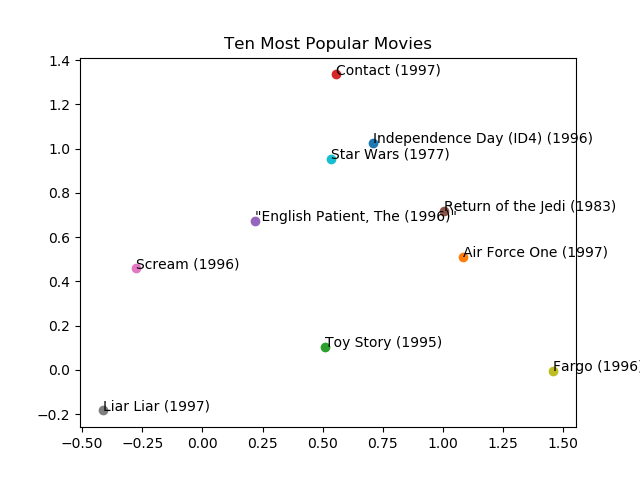 Ten Most Popular Movies
1.4
Contact (1997)
1.2
Independence Day (ID4) (1996)
1.0
Star Wars (1977)
0.8
Return of the Jedi (1983)
"English Patient, The (1996)"
0.6
Air Force One (1997)
Scream (1996)
0.4
0.2
Toy Story (1995)
0.0
Fargo (1996)
Liar Liar (1997)
−0.2
−0.50 −0.25 0.00 0.25 0.50 0.75 1.00 1.25 1.50